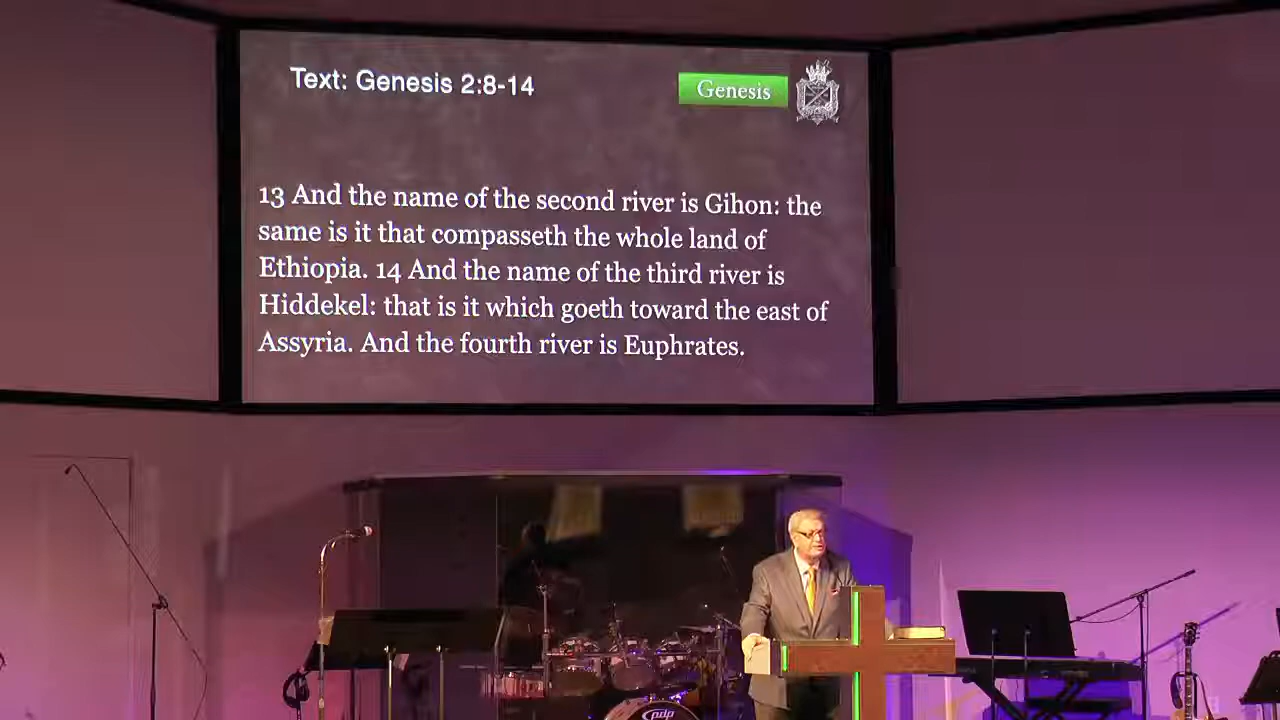 Text: Genesis 2:8-14
Genesis
13 And the name of the second river is Gihon: the
same is it that compasseth the whole land of
Ethiopia. 14 And the name of the third river is
Hiddekel: that is it which goeth toward the east of
Assyria. And the fourth river is Euphrates.
pdp